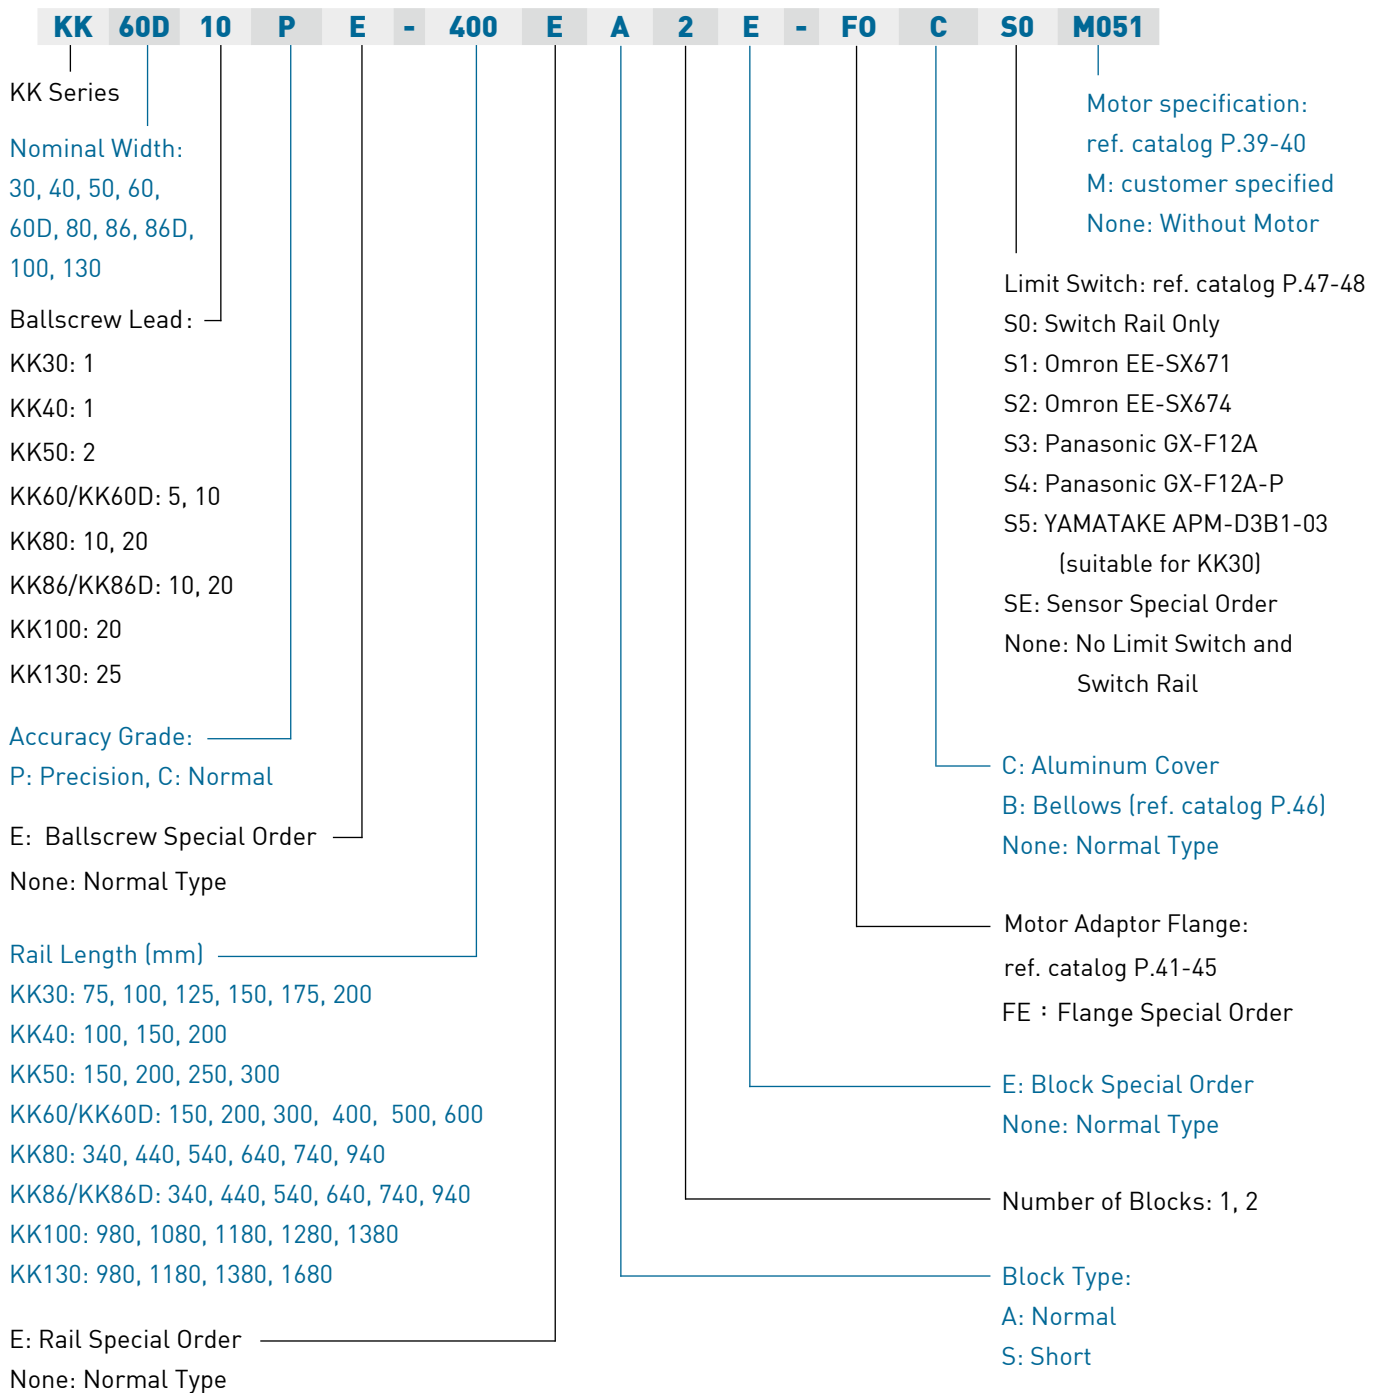 KK 60D 10 P E - 400 E A 2 E - F0 C S0 M051
KK Series
Nominal Width:
30, 40, 50, 60,
60D, 80, 86, 86D,
100, 130
Ballscrew Lead:
KK30: 1
KK40: 1
KK50: 2
KK60/KK60D: 5, 10
KK80: 10, 20
KK86/KK86D: 10, 20
KK100: 20
KK130: 25
Accuracy Grade:
P: Precision, C: Normal
E: Ballscrew Special Order
None: Normal Type
Rail Length (mm)
KK30: 75, 100, 125, 150, 175, 200
KK40: 100, 150, 200
KK50: 150, 200, 250, 300
KK60/KK60D: 150, 200, 300, 400, 500, 600
KK80: 340, 440, 540, 640, 740, 940
KK86/KK86D: 340, 440, 540, 640, 740, 940
KK100: 980, 1080, 1180, 1280, 1380
KK130: 980, 1180, 1380, 1680
E: Rail Special Order
None: Normal Type
Motor specification:
ref. catalog P.39-40
M: customer specified
None: Without Motor
Limit Switch: ref. catalog P.47-48
S0: Switch Rail Only
S1: Omron EE-SX671
S2: Omron EE-SX674
S3: Panasonic GX-F12A
S4: Panasonic GX-F12A-P
S5: YAMATAKE APM-D3B1-03
(suitable for KK30)
SE: Sensor Special Order
None: No Limit Switch and
Switch Rail
C: Aluminum Cover
B: Bellows (ref. catalog P.46)
None: Normal Type
Motor Adaptor Flange:
ref. catalog P.41-45
FE：Flange Special Order
E: Block Special Order
None: Normal Type
Number of Blocks: 1, 2
Block Type:
A: Normal
S: Short